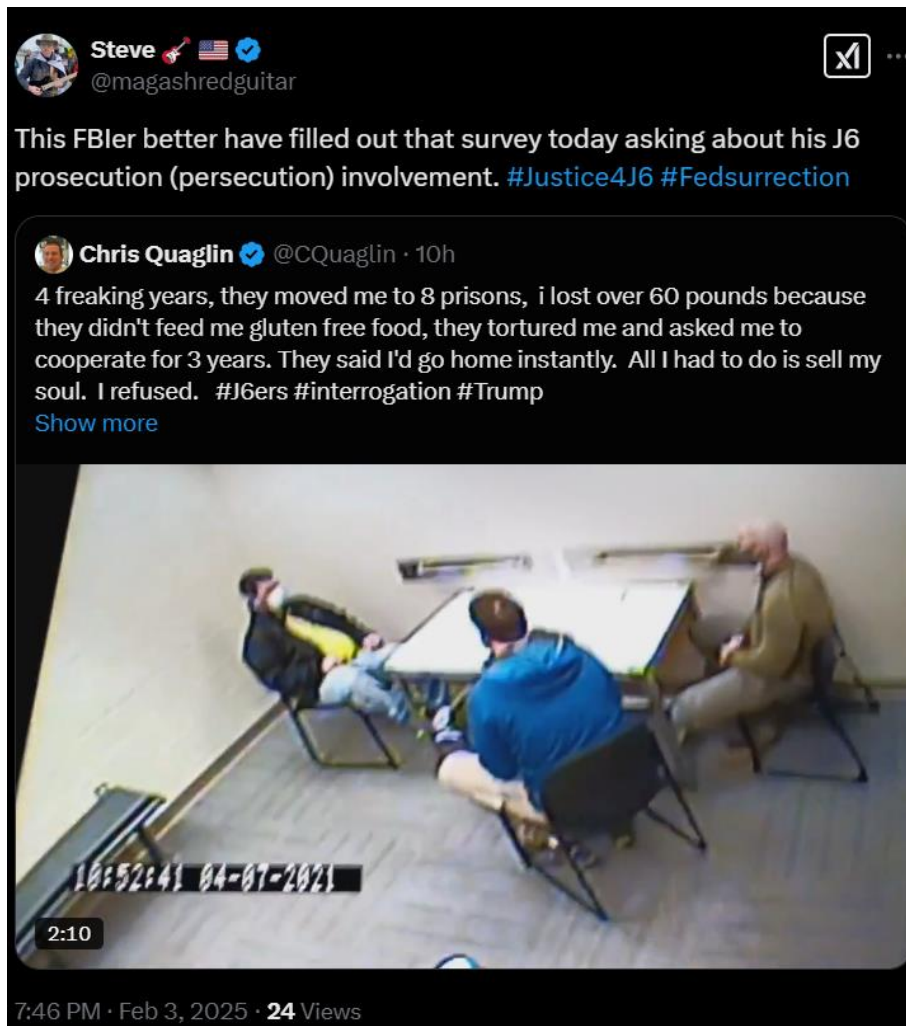 Steve
@magashredguitar
This FBIer better have filled out that survey today asking about his J6
prosecution (persecution) involvement. #Justice4J6 #Fedsurrection
Chris Quaglin @CQuaglin · 10h
4 freaking years, they moved me to 8 prisons, i lost over 60 pounds because
they didn't feed me gluten free food, they tortured me and asked me to
cooperate for 3 years. They said I'd go home instantly. All I had to do is sell my
soul. I refused. #J6ers #interrogation #Trump
Show more
10:52:41 04-07-2021
2:10
7:46 PM · Feb 3, 2025 · 24 Views